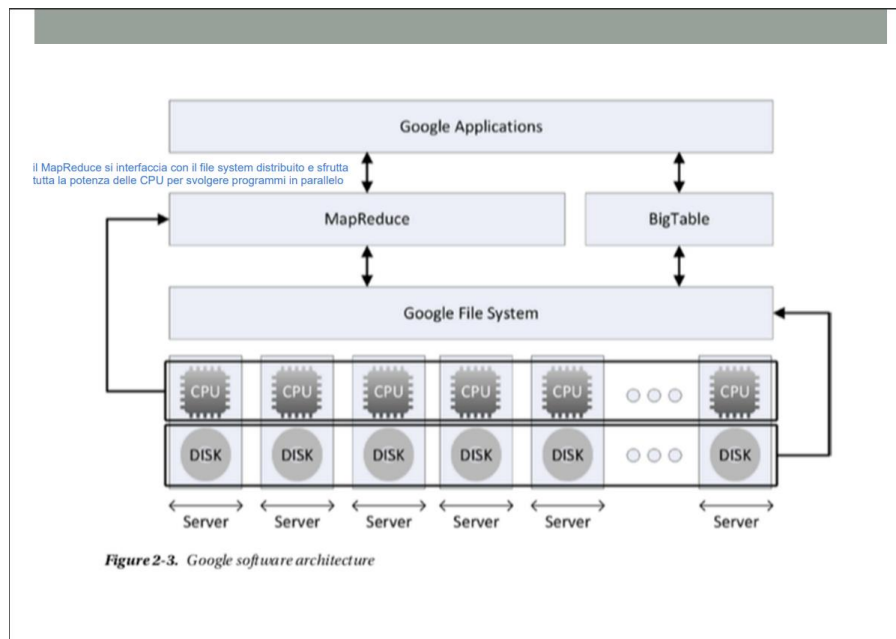 Google Applications
il MapReduce si interfaccia con il file system distribuito e sfrutta
tutta la potenza delle CPU per svolgere programmi in parallelo
MapReduce
BigTable
Google File System
CPU CPU CPU CPU CPU CPU
DISK DISK DISK DISK DISK DISK
Server Server Server Server Server Server
Figure 2-3. Google software architecture